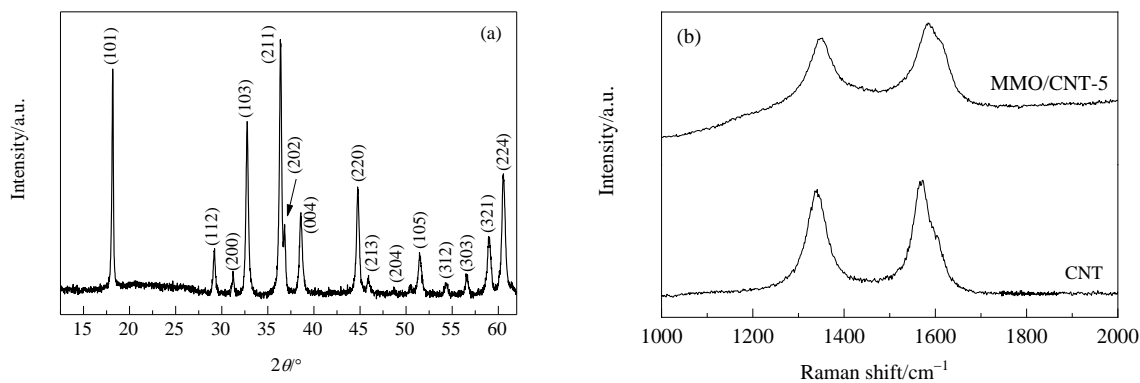 (a)
(101)
(112)
(200)
(103)
(211)
(202)
(004)
(220)
(213)
(204)
(105)
(312)
(303)
(321)
(224)
Intensity/a.u.
15 20 25 30 35 40 45 50 55 60
2θ/°
(b)
MMO/CNT-5
CNT
Intensity/a.u.
1000 1200 1400 1600 1800 2000
Raman shift/cm⁻¹